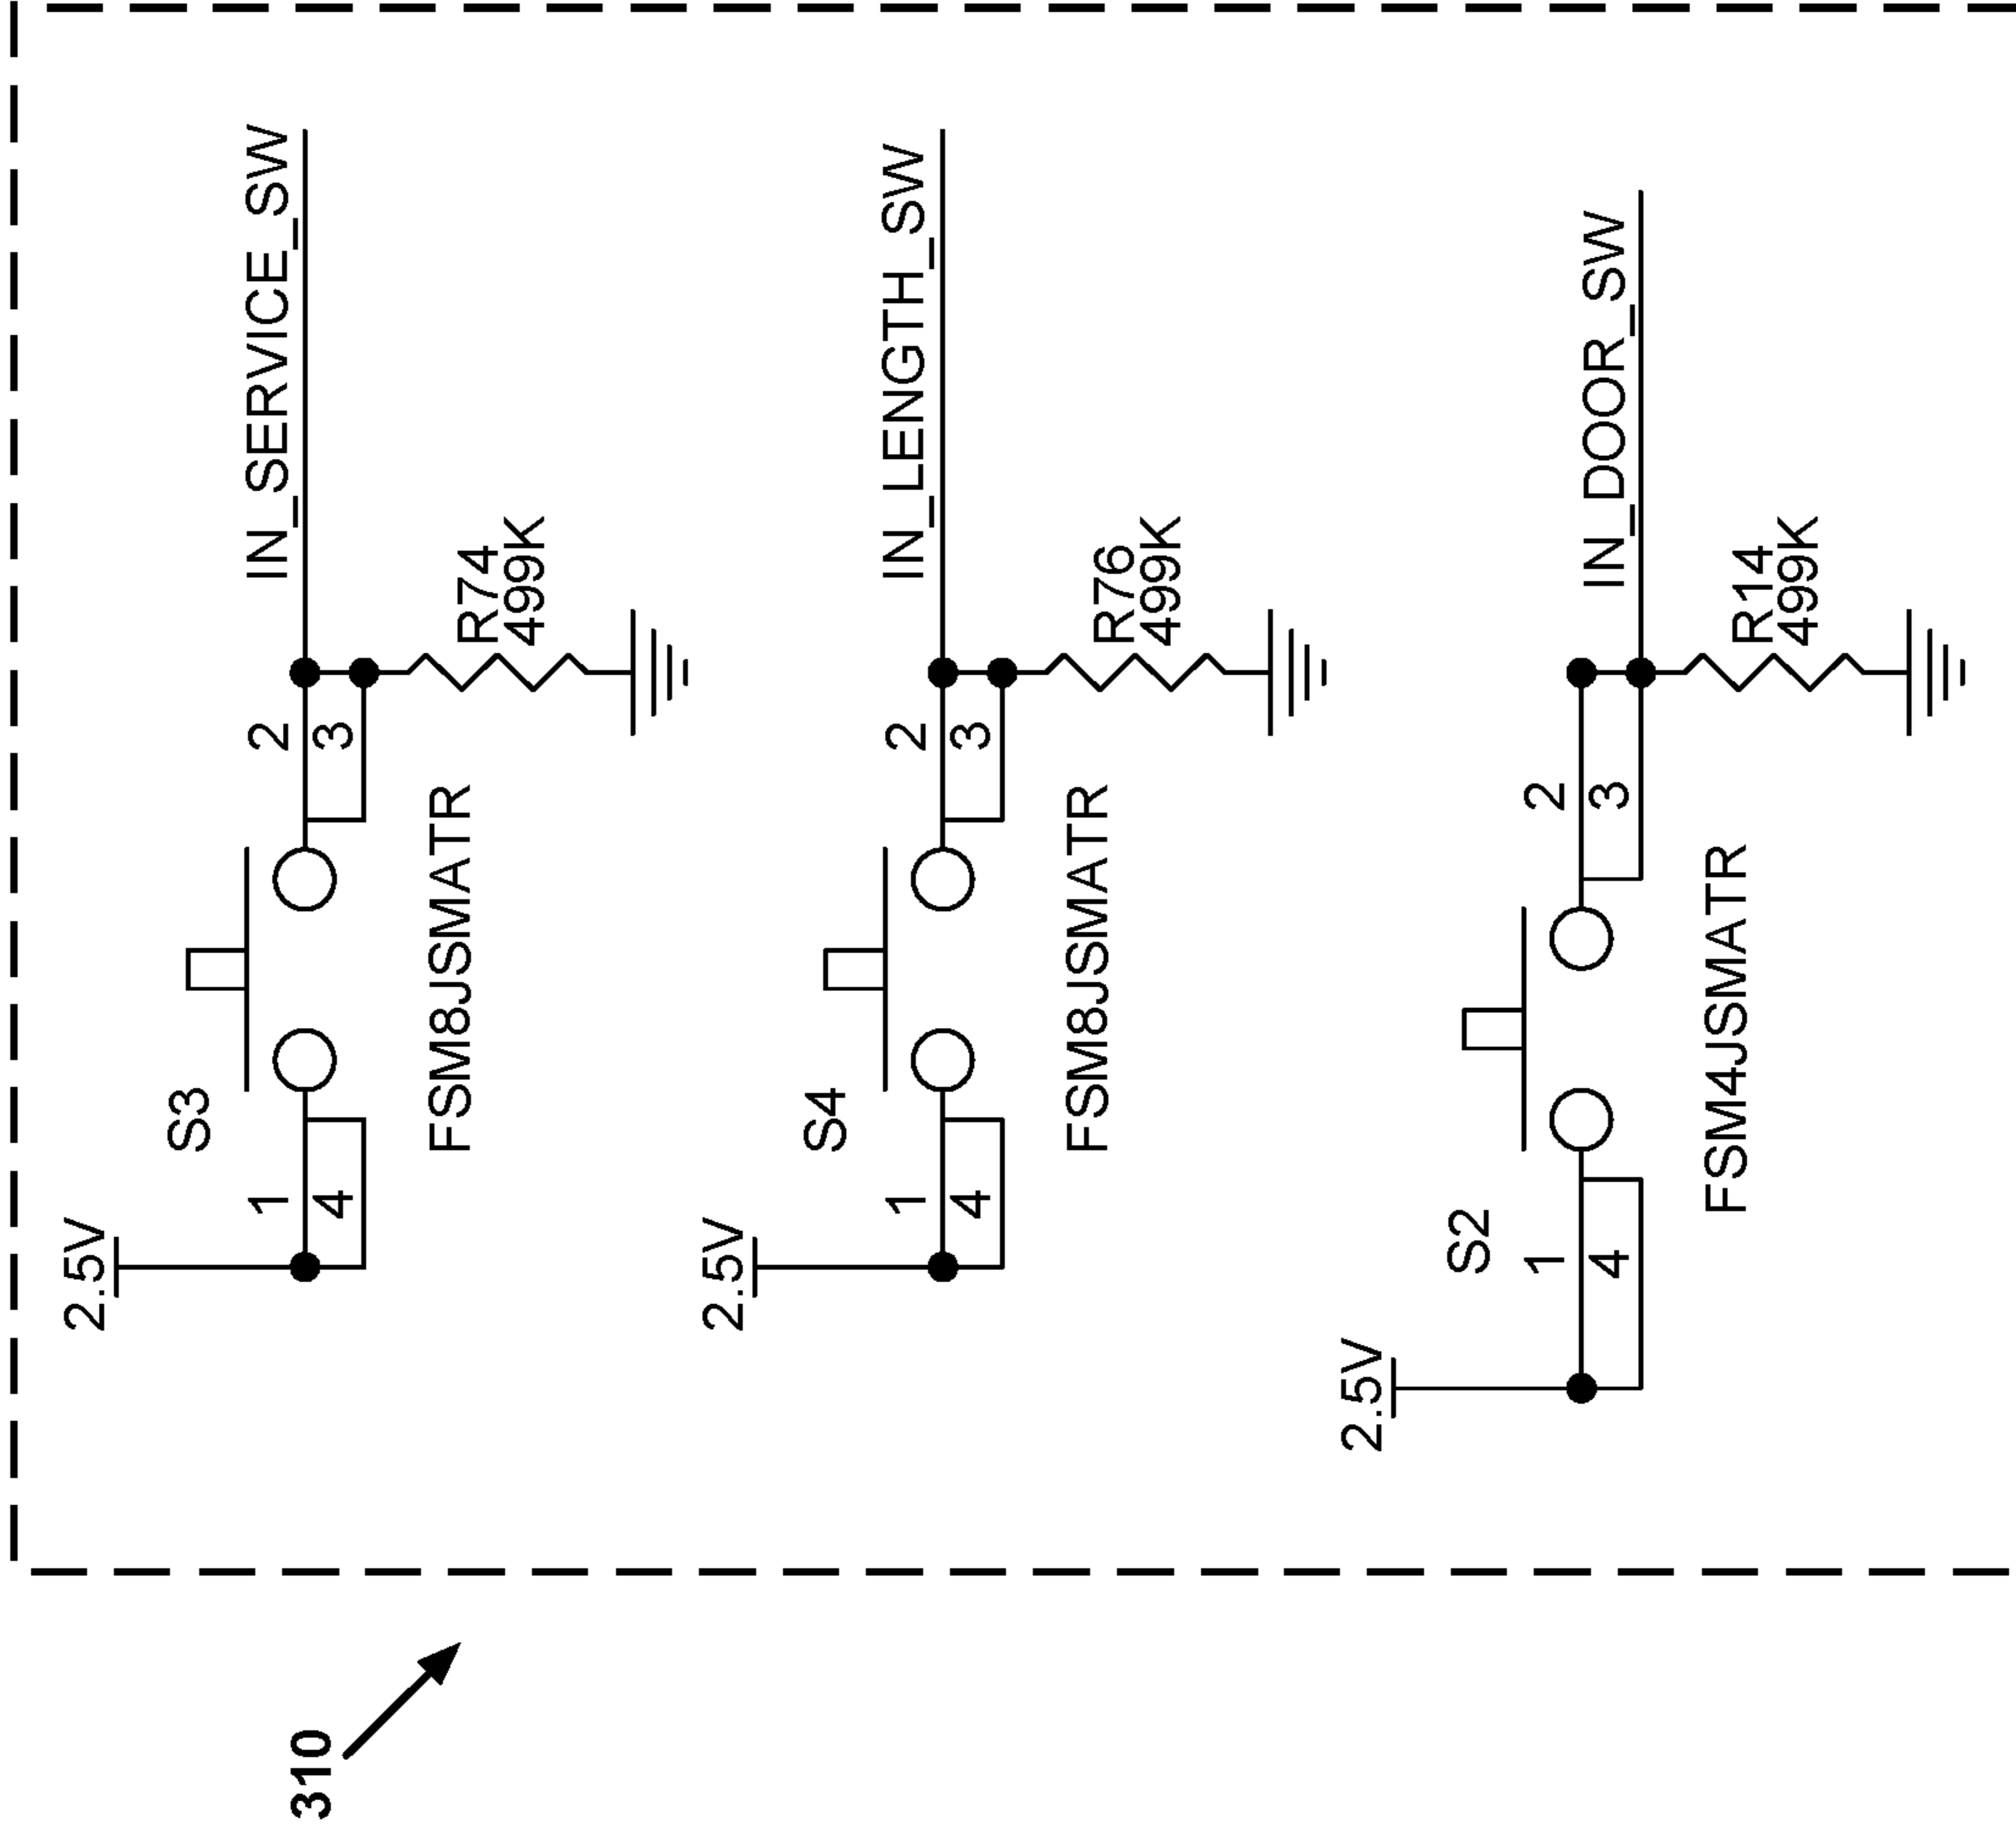 310
2.5V
S3
1
4
2
3
IN_SERVICE_SW
R74
499K
FSM8JSMATR
2.5V
S4
1
4
2
3
IN_LENGTH_SW
R76
499K
FSM8JSMATR
2.5V
S2
1
4
2
3
IN_DOOR_SW
R14
499K
FSM4JSMATR